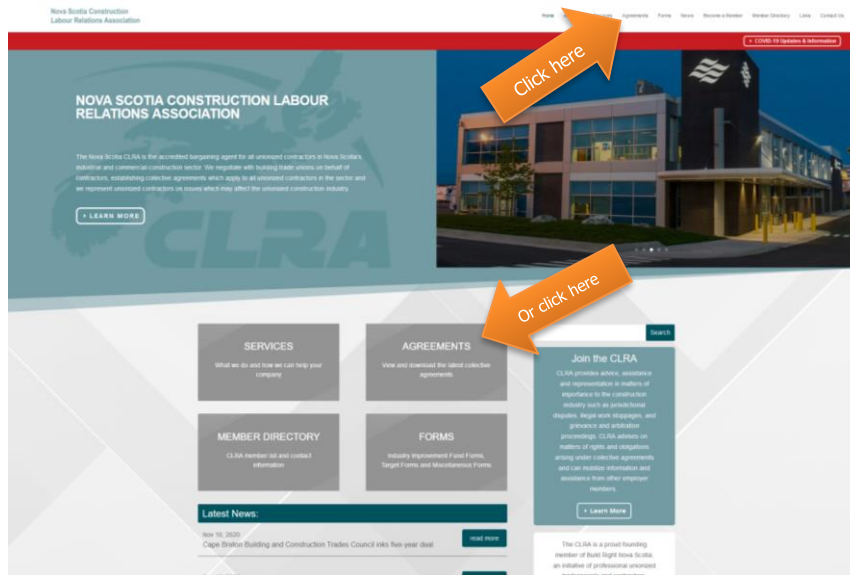 Nova Scotia Construction
Labour Relations Association
Home Agreements Forms News Become a Member Member Directory Links Contact Us
Click here
› COVID-19 Updates & Information
NOVA SCOTIA CONSTRUCTION LABOUR
RELATIONS ASSOCIATION
The Nova Scotia CLRA is the accredited bargaining agent for all unionized contractors in Nova Scotia's
industrial and commercial construction sector. We negotiate with building trade unions on behalf of
contractors, establishing collective agreements which apply to all unionized contractors in the sector and
we represent unionized contractors on issues which may affect the unionized construction industry.
› LEARN MORE
CLRA
Or click here
SERVICES
What we do and how we can help your
company
AGREEMENTS
View and download the latest collective
agreements
MEMBER DIRECTORY
CLRA member list and contact
information
FORMS
Industry Improvement Fund Forms,
Target Forms and Miscellaneous Forms
Latest News:
Nov 10, 2020
Cape Breton Building and Construction Trades Council inks five-year deal
read more
Search
Join the CLRA
CLRA provides advice, assistance
and representation in matters of
importance to the construction
industry such as jurisdictional
disputes, illegal work stoppages, and
grievance and arbitration
proceedings. CLRA advises on
matters of rights and obligations
arising under collective agreements
and can mobilize information and
assistance from other employer
members.
› Learn More
The CLRA is a proud founding
member of Build Right Nova Scotia,
an initiative of professional unionized